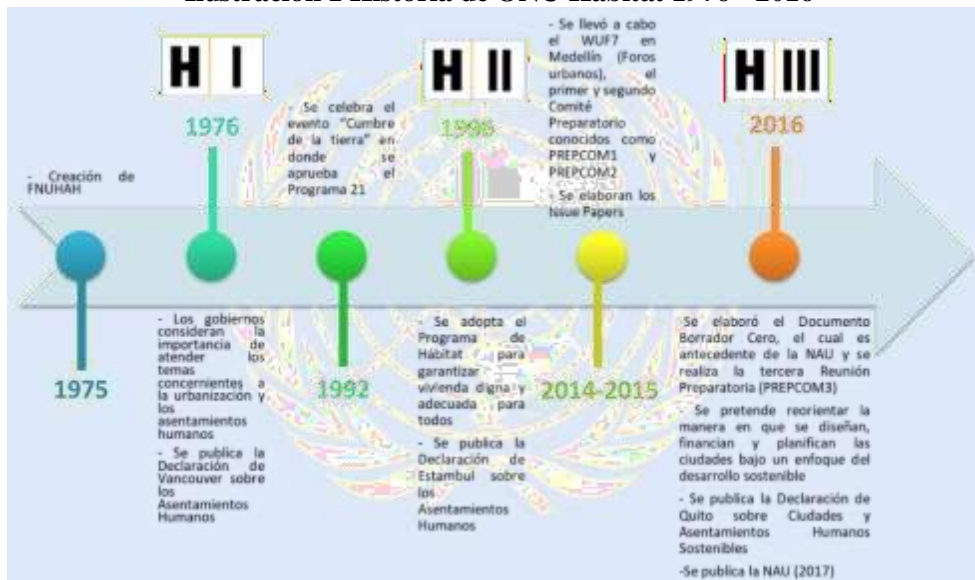 Historia de ONU
H I
1976
- Creación de
FNUHAH
1975
- Los gobiernos
consideran la
importancia de
atender los
temas
concernientes a
la urbanización y
los
asentamientos
humanos
- Se publica la
Declaración de
Vancouver sobre
los
Asentamientos
Humanos
- Se celebra el
evento "Cumbre
de la tierra" en
donde se
aprueba el
Programa 21
1992
H II
1996
- Se adopta el
Programa de
Hábitat para
garantizar
vivienda digna y
adecuada para
todos
- Se publica la
Declaración de
Estambul sobre
los
Asentamientos
Humanos
- Se llevó a cabo
el WUF7 en
Medellín (Foros
urbanos), el
primer y segundo
Comité
Preparatorio
conocidos como
PREPCOM1 y
PREPCOM2
- Se elaboran los
Issue Papers
2014-2015
H III
2016
-Se elaboró el Documento
Borrador Cero, el cual es
antecedente de la NAU y se
realiza la tercera Reunión
Preparatoria (PREPCOM3)
- Se pretende reorientar la
manera en que se diseñan,
financian y planifican las
ciudades bajo un enfoque del
desarrollo sostenible
- Se publica la Declaración de
Quito sobre Ciudades y
Asentamientos Humanos
Sostenibles
-Se publica la NAU (2017)